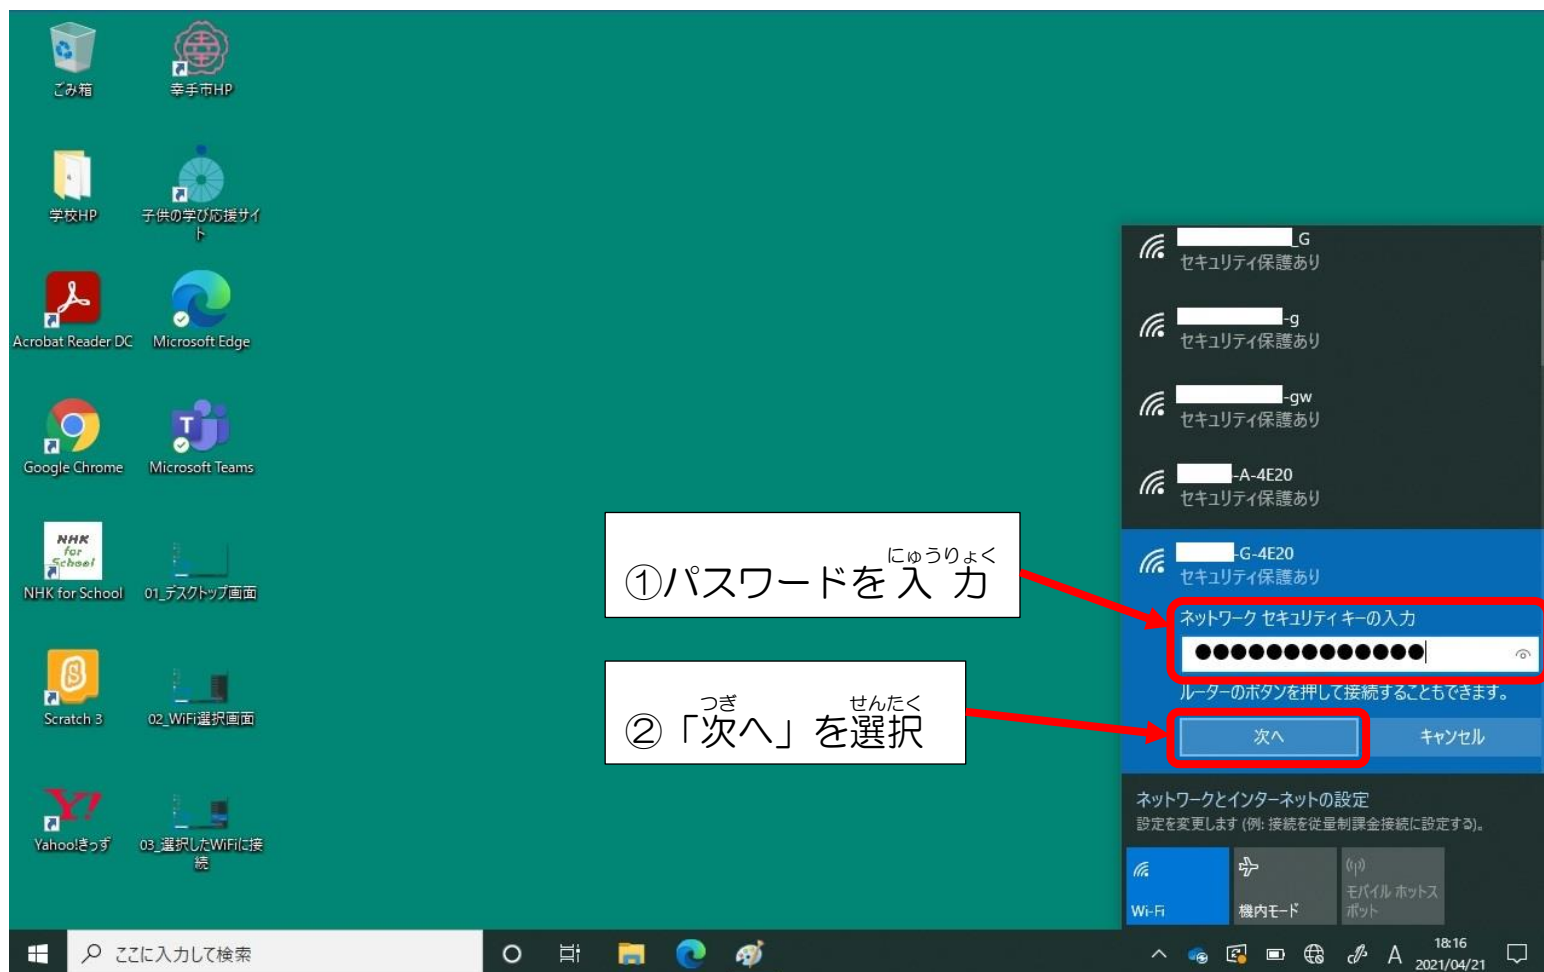 ごみ箱
幸手市HP
学校HP
子供の学び応援サイ
ト
Acrobat Reader DC
Microsoft Edge
Google Chrome
Microsoft Teams
NHK
for
School
NHK for School
01_デスクトップ画面
Scratch 3
02_WiFi選択画面
Y!
Yahoo!きっず
03_選択したWiFiに接
続
にゅうりょく
①パスワードを入力
つぎ せんたく
②「次へ」を選択
_G
セキュリティ保護あり
-g
セキュリティ保護あり
-gw
セキュリティ保護あり
-A-4E20
セキュリティ保護あり
-G-4E20
セキュリティ保護あり
ネットワーク セキュリティ キーの入力
●●●●●●●●●●●●●
ルーターのボタンを押して接続することもできます。
次へ キャンセル
ネットワークとインターネットの設定
設定を変更します (例: 接続を従量制課金接続に設定する)。
Wi-Fi
機内モード
モバイル ホットス
ポット
ここに入力して検索
A
18:16
2021/04/21